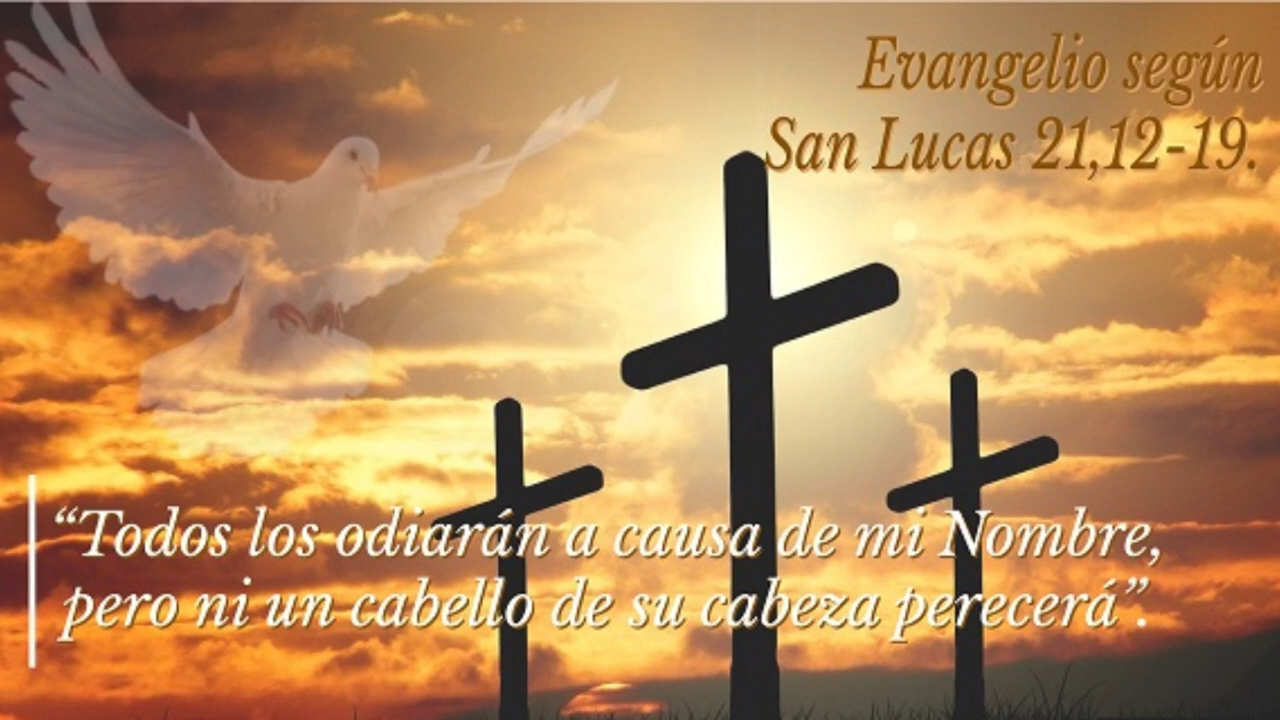 Evangelio según
San Lucas 21,12-19.
“Todos los odiarán a causa de mi Nombre,
pero ni un cabello de su cabeza perecerá”.